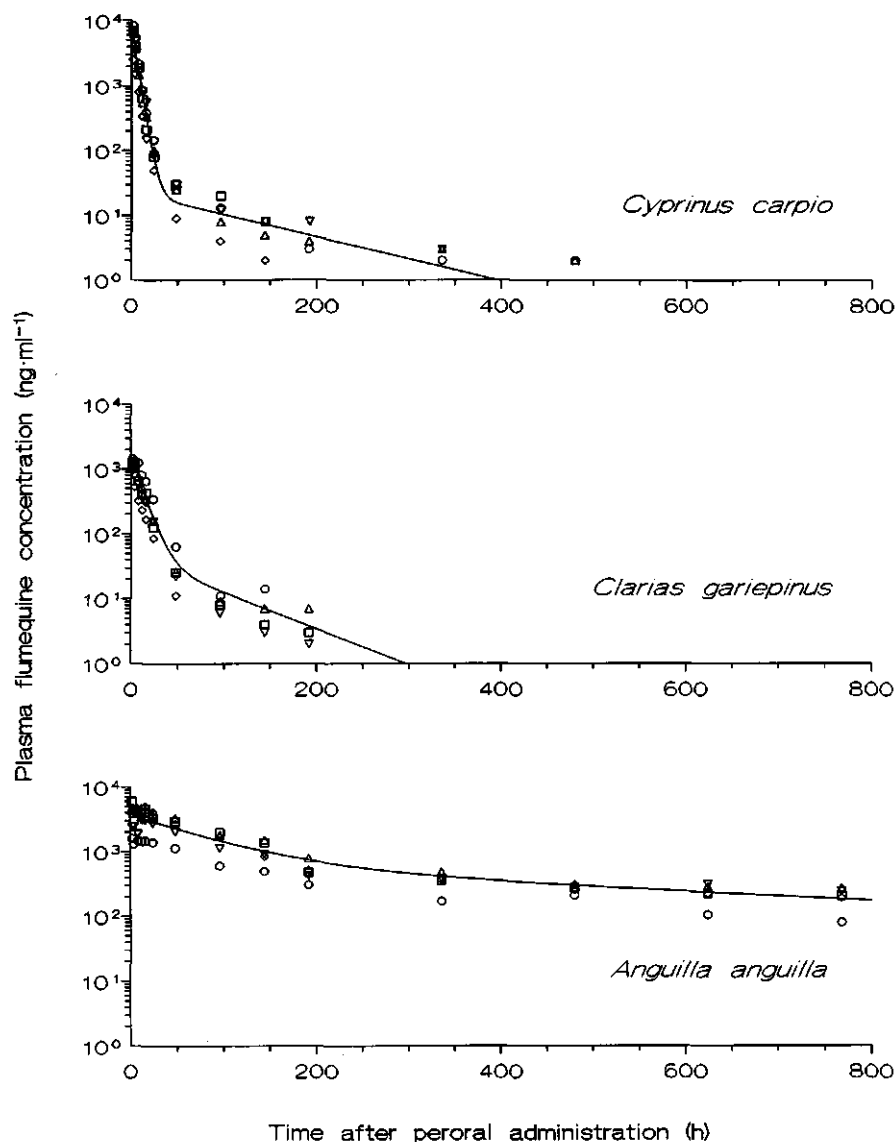 Plasma flumequine concentration (ng·ml⁻¹)
10⁴
10³
10²
10¹
10⁰
0 200 400 600 800
Cyprinus carpio
10⁴
10³
10²
10¹
10⁰
0 200 400 600 800
Clarias gariepinus
10⁴
10³
10²
10¹
10⁰
0 200 400 600 800
Anguilla anguilla
Time after peroral administration (h)